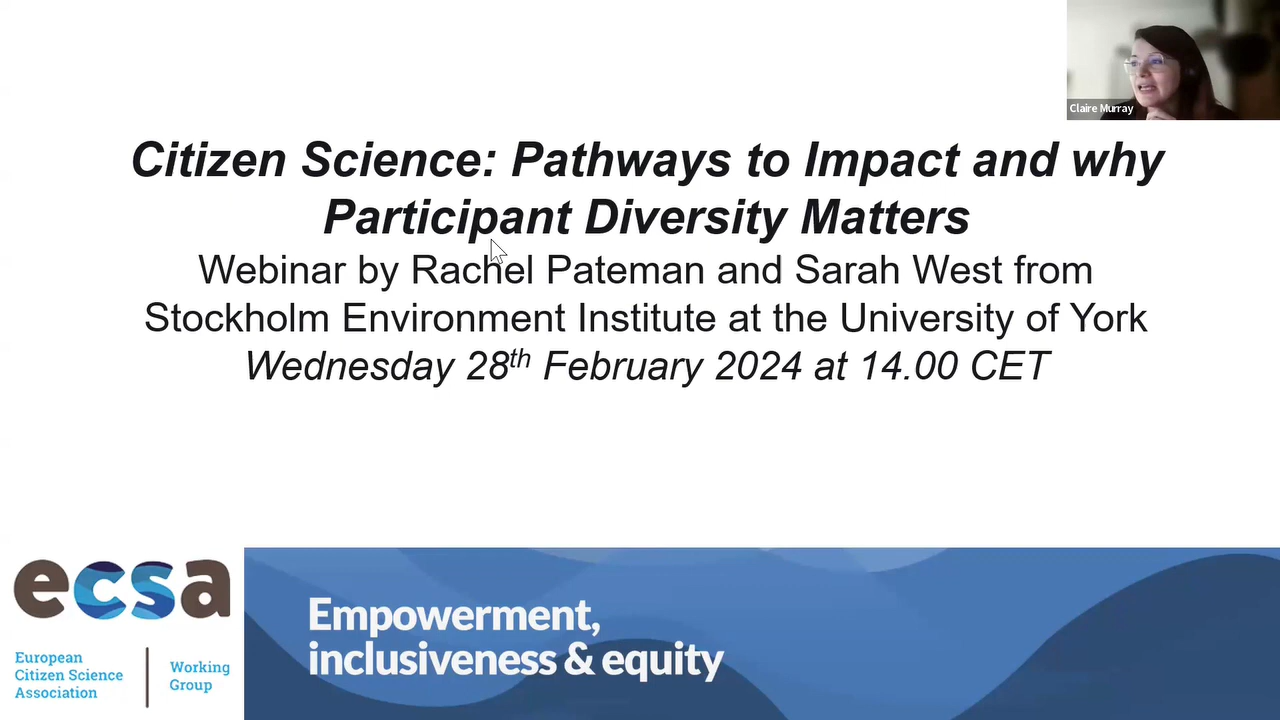 Claire Murray
Citizen Science: Pathways to Impact and why
Participant Diversity Matters
Webinar by Rachel Pateman and Sarah West from
Stockholm Environment Institute at the University of York
Wednesday 28th February 2024 at 14.00 CET
ecsa
European
Citizen Science
Association
Working
Group
Empowerment,
inclusiveness & equity